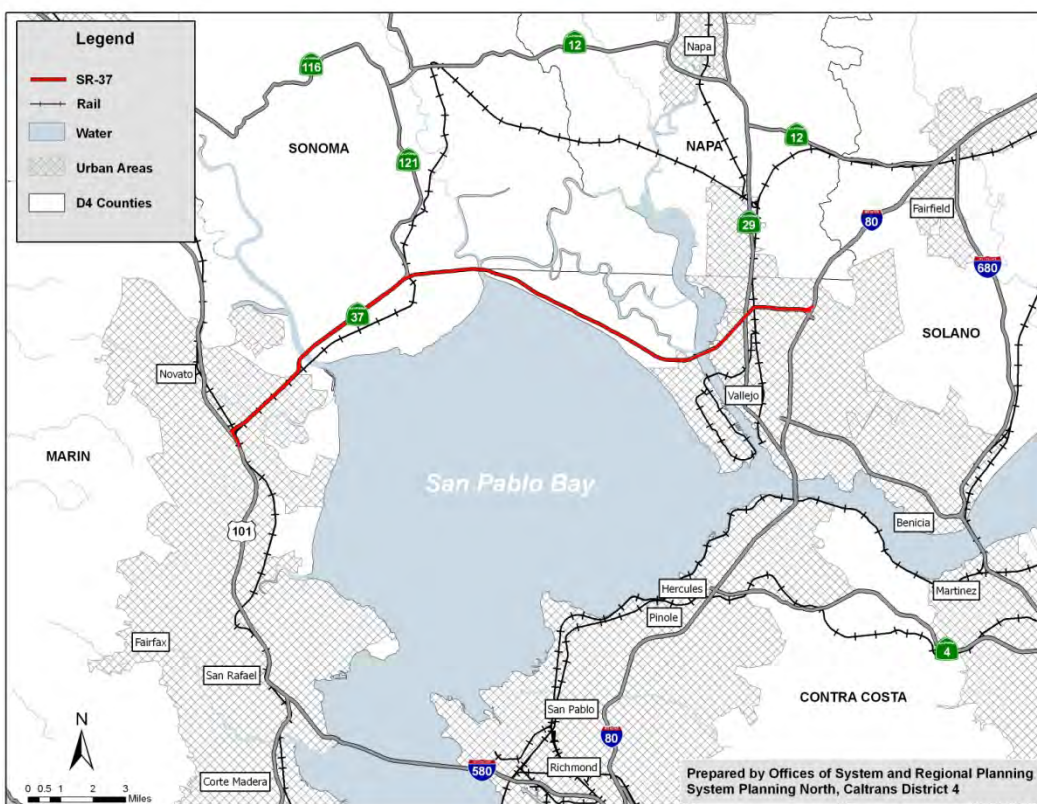 Legend
SR-37
Rail
Water
Urban Areas
D4 Counties
116
12
Napa
SONOMA
121
NAPA
12
29
80
Fairfield
680
37
SOLANO
Novato
Vallejo
MARIN
San Pablo Bay
101
Benicia
Hercules
Martinez
Pinole
Fairfax
4
San Rafael
CONTRA COSTA
San Pablo
N
80
Richmond
580
Corte Madera
0 0.5 1 2 3
Miles
Prepared by Offices of System and Regional Planning
System Planning North, Caltrans District 4